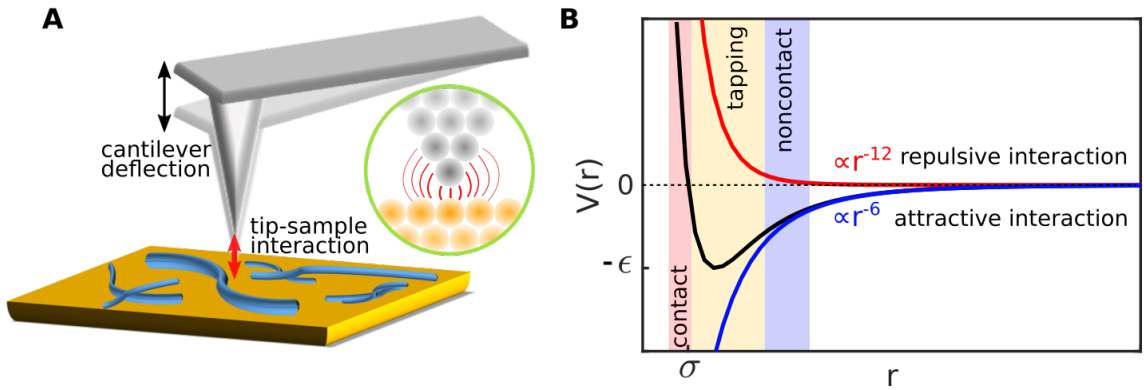 A
cantilever
deflection
tip-sample
interaction
B
V(r)
0
-ϵ
contact
tapping
noncontact
∝r⁻¹² repulsive interaction
∝r⁻⁶ attractive interaction
σ
r